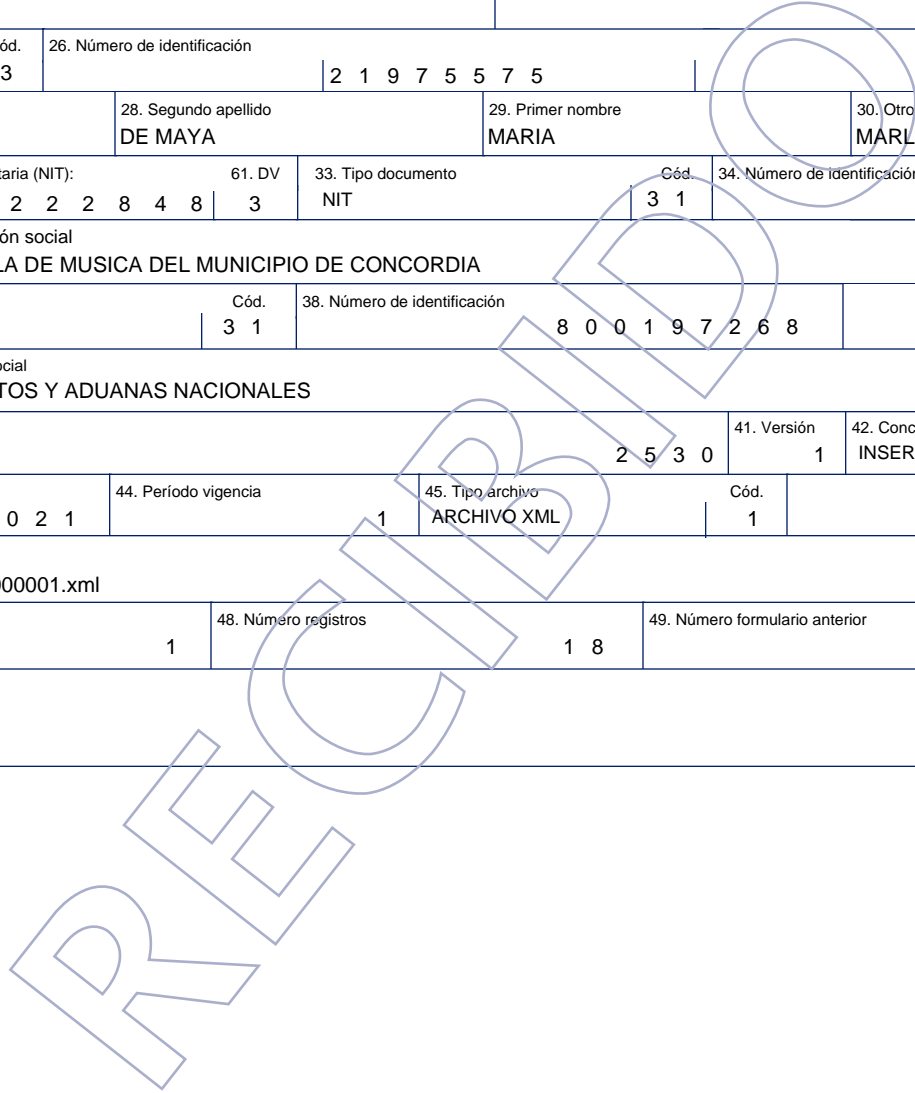 ód. 26. Número de identificación
3 2 1 9 7 5 5 7 5
28. Segundo apellido 29. Primer nombre 30. Otro
DE MAYA MARIA MARL
taria (NIT): 61. DV 33. Tipo documento Cód. 34. Número de identificación
2 2 2 8 4 8 3 NIT 3 1
ón social
LA DE MUSICA DEL MUNICIPIO DE CONCORDIA
Cód. 38. Número de identificación
3 1 8 0 0 1 9 7 2 6 8
ocial
TOS Y ADUANAS NACIONALES
41. Versión 42. Conc
2 5 3 0 1 INSER
44. Período vigencia 45. Tipo archivo Cód.
0 2 1 1 ARCHIVO XML 1
000001.xml
48. Número registros 49. Número formulario anterior
1 1 8
RECIBIDO